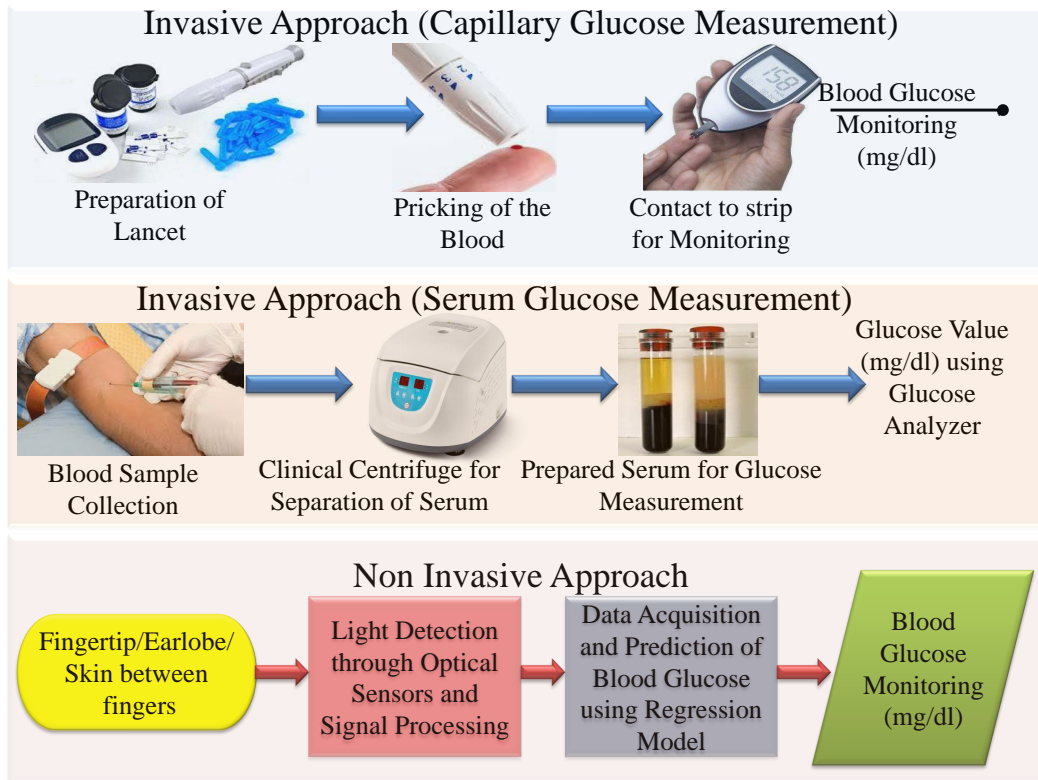 Invasive Approach (Capillary Glucose Measurement)
158
Blood Glucose
Monitoring
(mg/dl)
Preparation of
Lancet
Pricking of the
Blood
Contact to strip
for Monitoring
Invasive Approach (Serum Glucose Measurement)
Glucose Value
(mg/dl) using
Glucose
Analyzer
Blood Sample
Collection
Clinical Centrifuge for
Separation of Serum
Prepared Serum for Glucose
Measurement
Non Invasive Approach
Fingertip/Earlobe/
Skin between
fingers
Light Detection
through Optical
Sensors and
Signal Processing
Data Acquisition
and Prediction of
Blood Glucose
using Regression
Model
Blood
Glucose
Monitoring
(mg/dl)